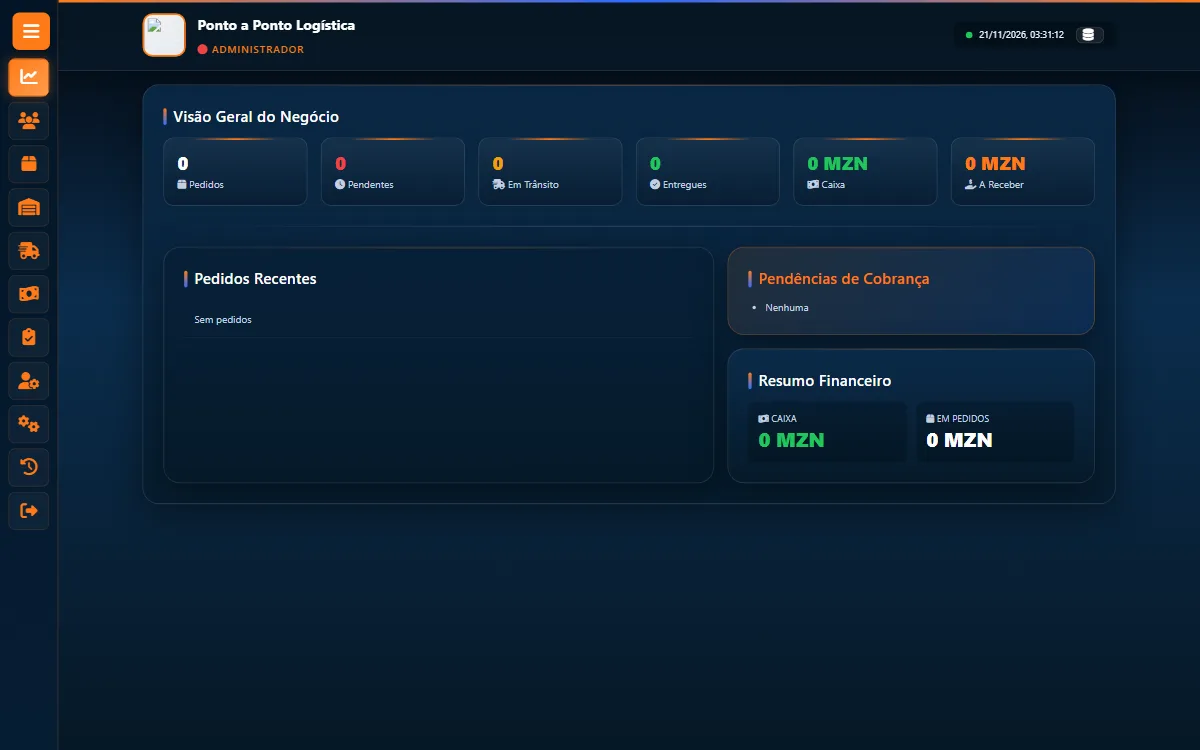 Ponto a Ponto Logística
ADMINISTRADOR
21/11/2026, 03:31:12
Visão Geral do Negócio
0
Pedidos
0
Pendentes
0
Em Trânsito
0
Entregues
0 MZN
Caixa
0 MZN
A Receber
Pedidos Recentes
Sem pedidos
Pendências de Cobrança
• Nenhuma
Resumo Financeiro
CAIXA
0 MZN
EM PEDIDOS
0 MZN